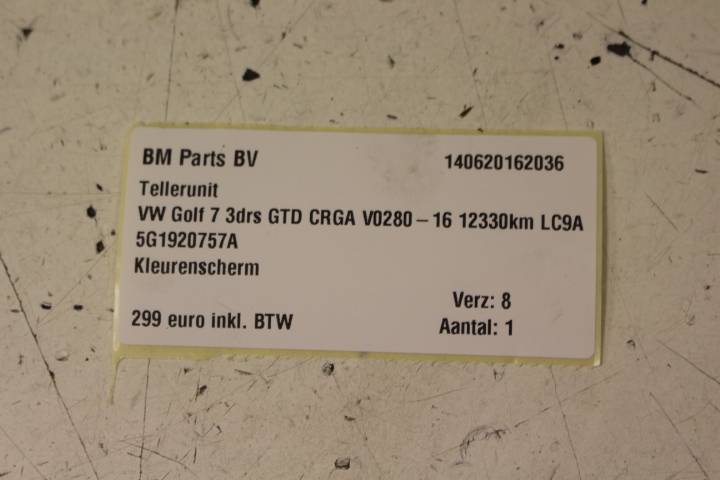 BM Parts BV 140620162036
Tellerunit
VW Golf 7 3drs GTD CRGA V0280 – 16 12330km LC9A
5G1920757A
Kleurenscherm
Verz: 8
299 euro inkl. BTW Aantal: 1